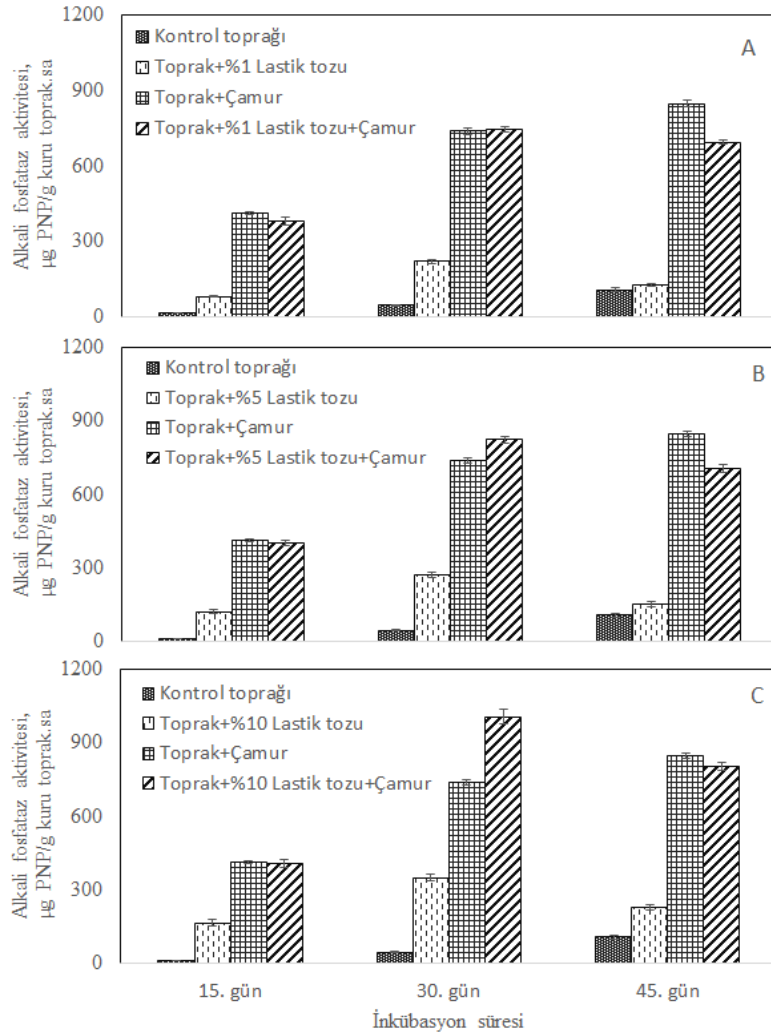 Alkali fosfataz aktivitesi,
µg PNP/g kuru toprak.sa
1200
900
600
300
0
Kontrol toprağı
Toprak+%1 Lastik tozu
Toprak+Çamur
Toprak+%1 Lastik tozu+Çamur
A
Alkali fosfataz aktivitesi,
µg PNP/g kuru toprak.sa
1200
900
600
300
0
Kontrol toprağı
Toprak+%5 Lastik tozu
Toprak+Çamur
Toprak+%5 Lastik tozu+Çamur
B
Alkali fosfataz aktivitesi,
µg PNP/g kuru toprak.sa
1200
900
600
300
0
Kontrol toprağı
Toprak+%10 Lastik tozu
Toprak+Çamur
Toprak+%10 Lastik tozu+Çamur
C
15. gün 30. gün 45. gün
İnkübasyon süresi